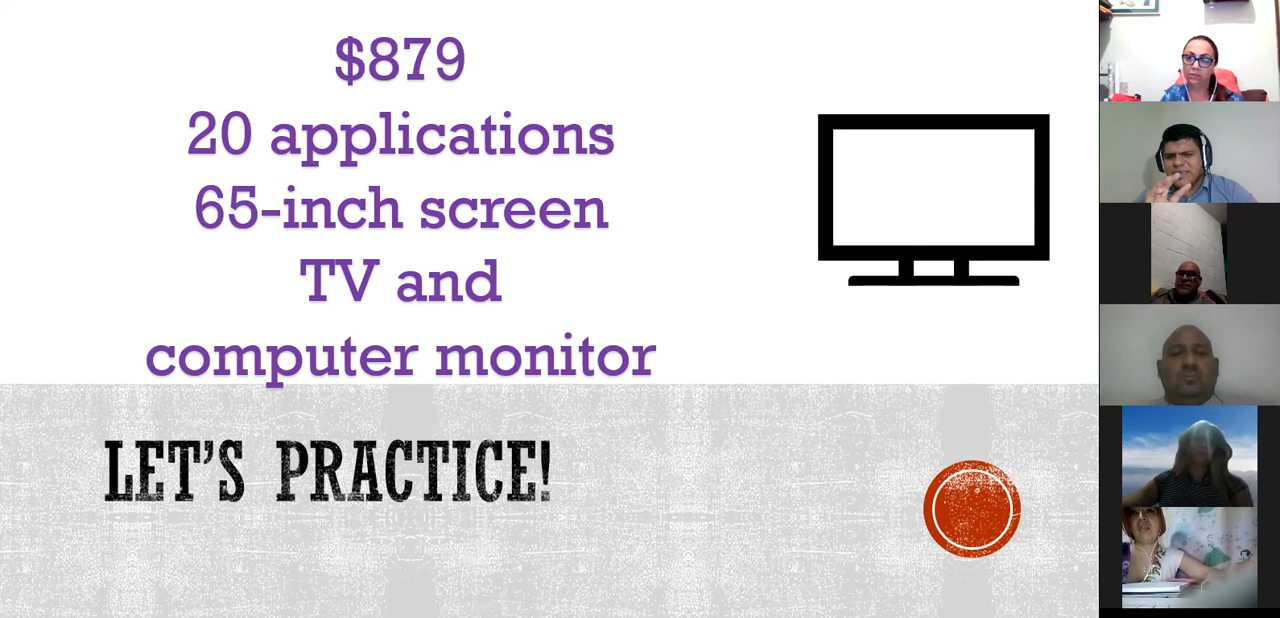 $879
20 applications
65-inch screen
TV and
computer monitor
LET'S PRACTICE!